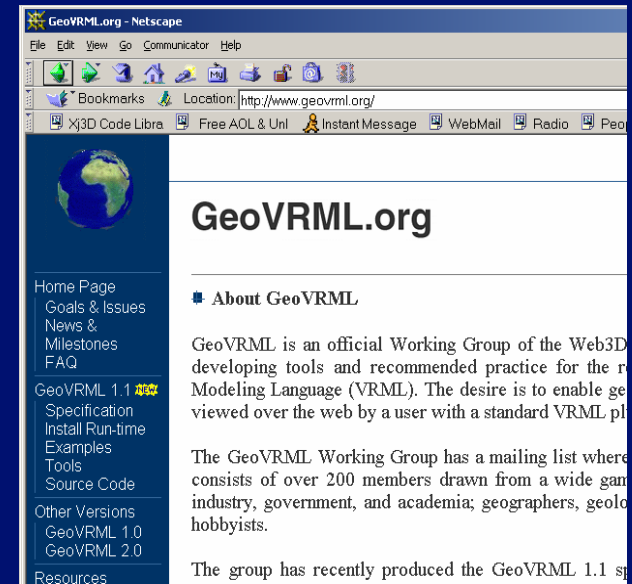 GeoVRML.org - Netscape
File Edit View Go Communicator Help
My
Bookmarks Location: http://www.geovrml.org/
Xj3D Code Libra Free AOL & Unl Instant Message WebMail Radio Peop
GeoVRML.org
Home Page
Goals & Issues
News &
Milestones
FAQ
GeoVRML 1.1 NEW
Specification
Install Run-time
Examples
Tools
Source Code
Other Versions
GeoVRML 1.0
GeoVRML 2.0
Resources
About GeoVRML
GeoVRML is an official Working Group of the Web3D
developing tools and recommended practice for the
Modeling Language (VRML). The desire is to enable ge
viewed over the web by a user with a standard VRML pl
The GeoVRML Working Group has a mailing list where
consists of over 200 members drawn from a wide gam
industry, government, and academia; geographers, geolo
hobbyists.
The group has recently produced the GeoVRML 1.1 sp